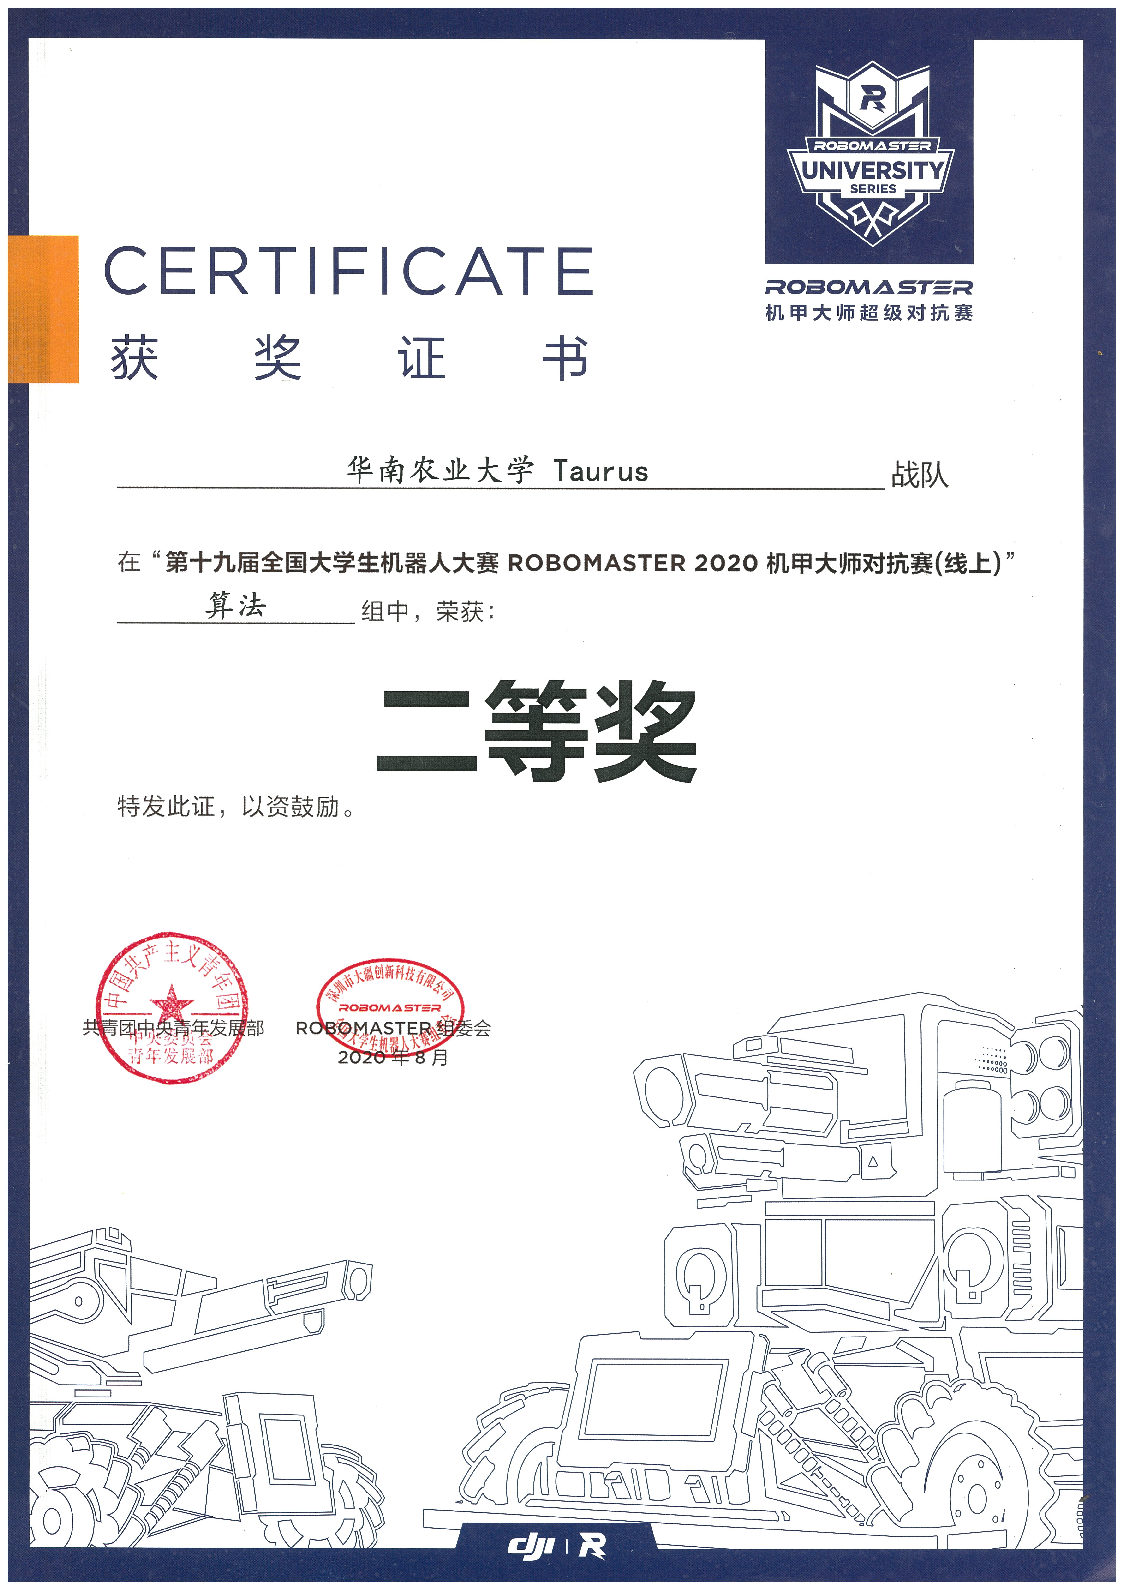 ROBOMASTER
UNIVERSITY
SERIES
ROBOMASTER
机甲大师超级对抗赛
CERTIFICATE
获奖证书
华南农业大学 Taurus 战队
在“第十九届全国大学生机器人大赛 ROBOMASTER 2020 机甲大师对抗赛(线上)”
算法 组中，荣获：
二等奖
特发此证，以资鼓励。
中国共产主义青年团
中央委员会
青年发展部
共青团中央青年发展部
深圳市大疆创新科技有限公司
ROBOMASTER
全国大学生机器人大赛组委会
ROBOMASTER 组委会
2020 年 8 月
dji R